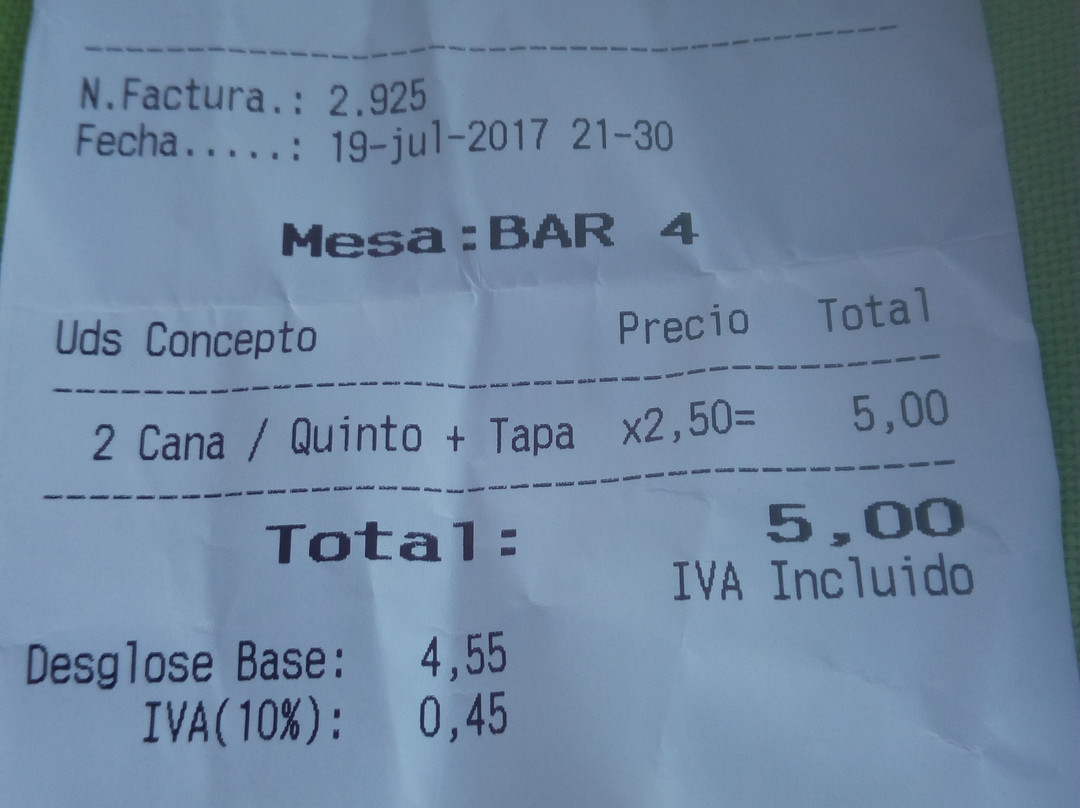 N.Factura.: 2.925
Fecha.....: 19-jul-2017 21-30
Mesa:BAR 4
Uds Concepto Precio Total
2 Cana / Quinto + Tapa x2,50= 5,00
Total: 5,00
IVA Incluido
Desglose Base: 4,55
IVA(10%): 0,45